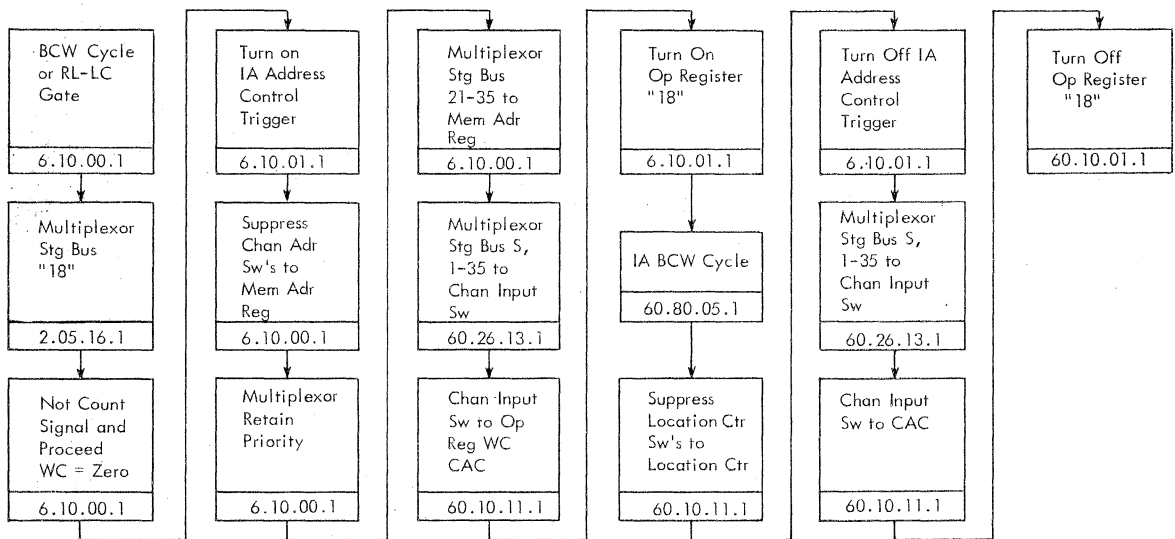 BCW Cycle
or RL-LC
Gate
6.10.00.1
Multiplexor
Stg Bus
"18"
2.05.16.1
Not Count
Signal and
Proceed
WC = Zero
6.10.00.1
Turn on
IA Address
Control
Trigger
6.10.01.1
Suppress
Chan Adr
Sw's to
Mem Adr
Reg
6.10.00.1
Multiplexor
Retain
Priority
6.10.00.1
Multiplexor
Stg Bus
21-35 to
Mem Adr
Reg
6.10.00.1
Multiplexor
Stg Bus S,
1-35 to
Chan Input
Sw
60.26.13.1
Chan Input
Sw to Op
Reg WC
CAC
60.10.11.1
Turn On
Op Register
"18"
6.10.01.1
IA BCW Cycle
60.80.05.1
Suppress
Location Ctr
Sw's to
Location Ctr
60.10.11.1
Turn Off IA
Address
Control
Trigger
6.10.01.1
Multiplexor
Stg Bus S,
1-35 to
Chan Input
Sw
60.26.13.1
Chan Input
Sw to CAC
60.10.11.1
Turn Off
Op Register
"18"
60.10.01.1